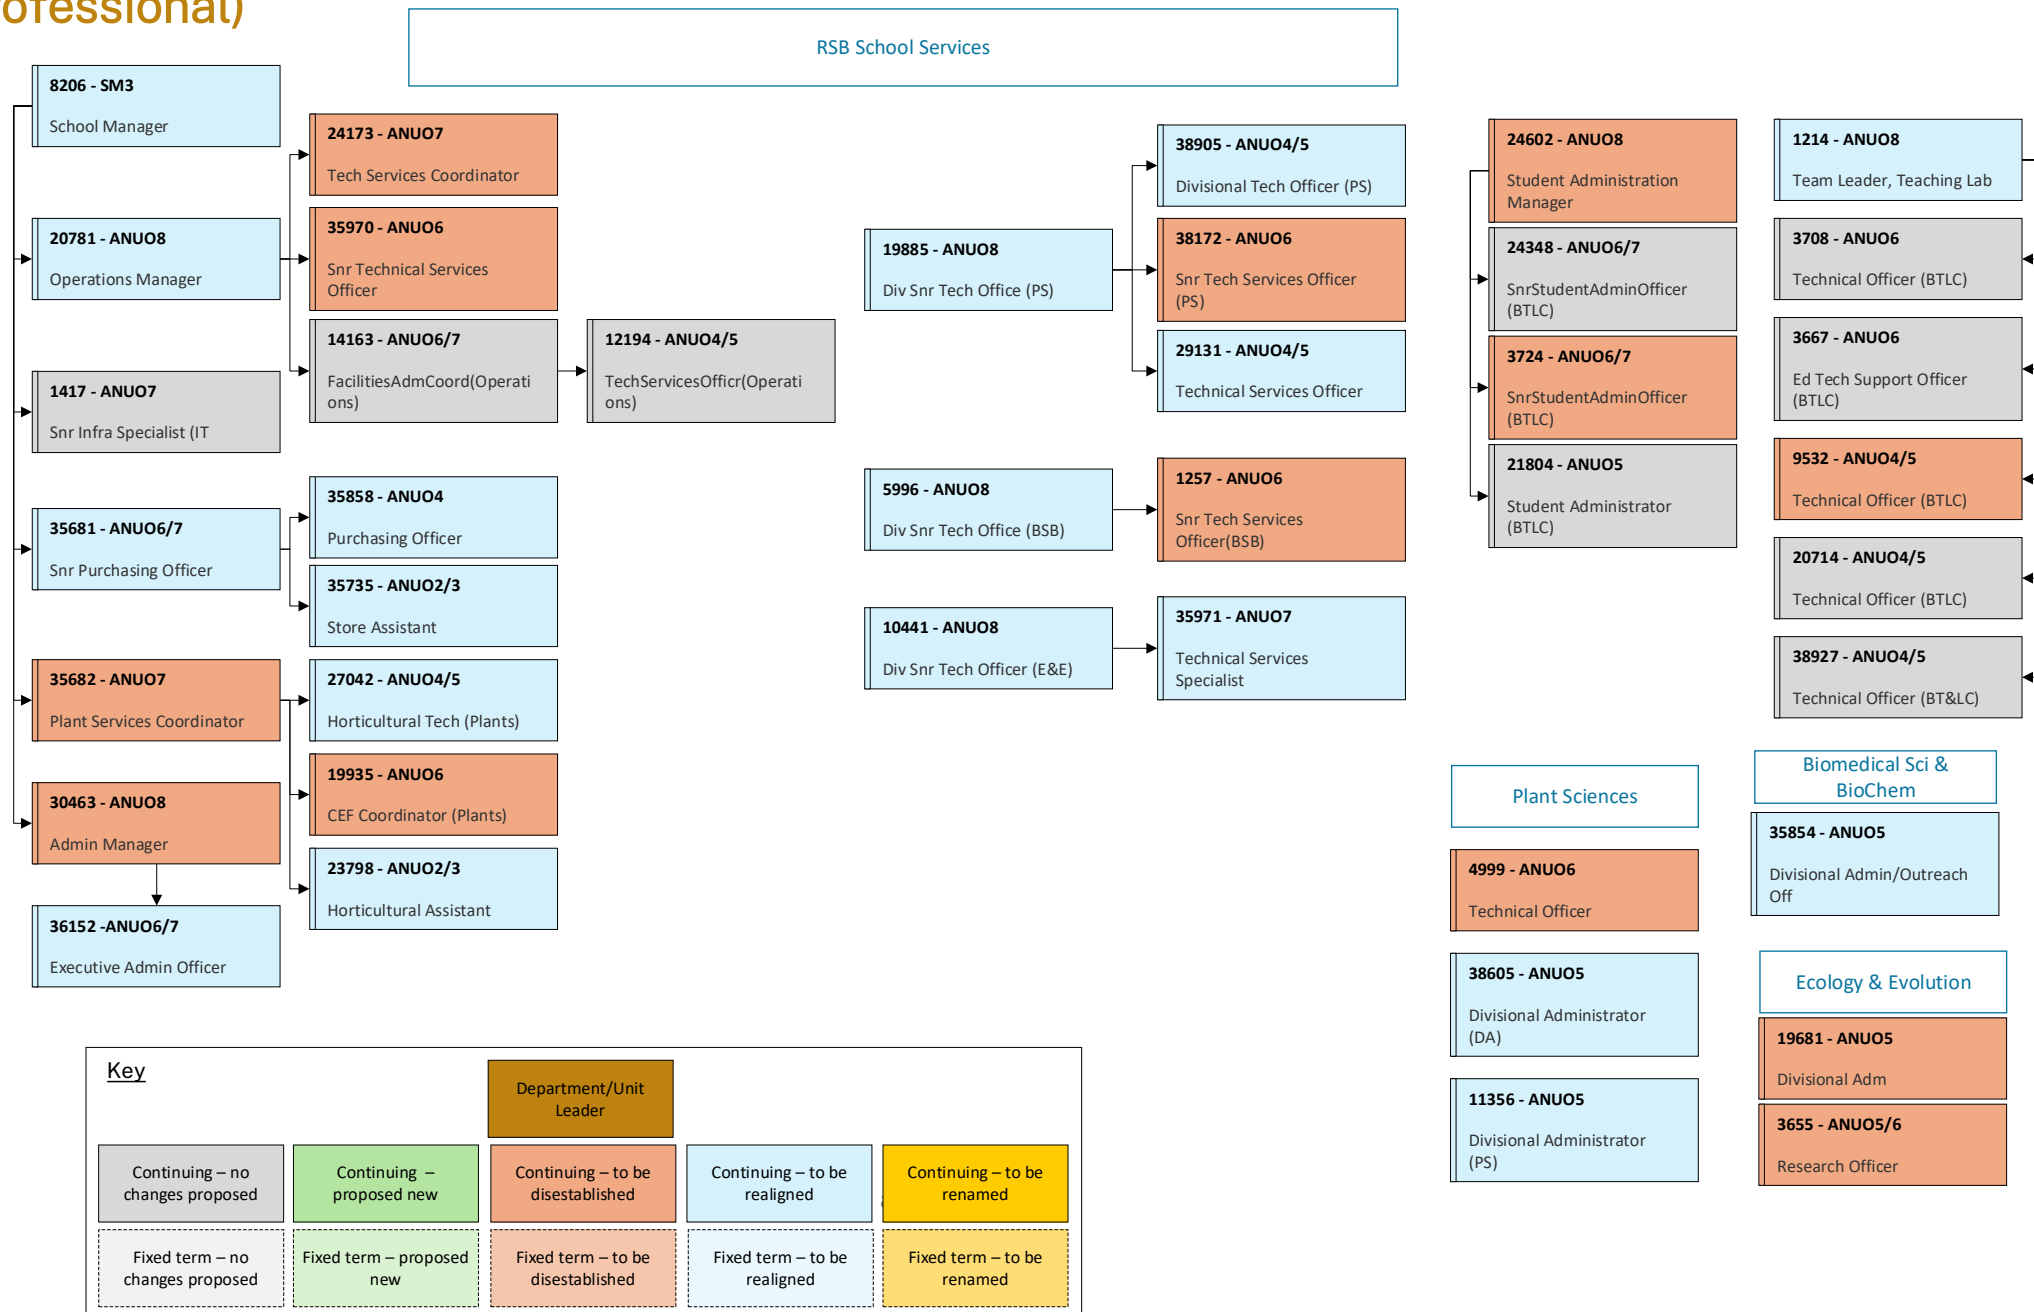 rofessional)
RSB School Services
8206 - SM3
School Manager
20781 - ANUO8
Operations Manager
1417 - ANUO7
Snr Infra Specialist (IT
35681 - ANUO6/7
Snr Purchasing Officer
35682 - ANUO7
Plant Services Coordinator
30463 - ANUO8
Admin Manager
36152 -ANUO6/7
Executive Admin Officer
24173 - ANUO7
Tech Services Coordinator
35970 - ANUO6
Snr Technical Services
Officer
14163 - ANUO6/7
FacilitiesAdmCoord(Operati
ons)
12194 - ANUO4/5
TechServicesOfficr(Operati
ons)
35858 - ANUO4
Purchasing Officer
35735 - ANUO2/3
Store Assistant
27042 - ANUO4/5
Horticultural Tech (Plants)
19935 - ANUO6
CEF Coordinator (Plants)
23798 - ANUO2/3
Horticultural Assistant
19885 - ANUO8
Div Snr Tech Office (PS)
38905 - ANUO4/5
Divisional Tech Officer (PS)
38172 - ANUO6
Snr Tech Services Officer
(PS)
29131 - ANUO4/5
Technical Services Officer
5996 - ANUO8
Div Snr Tech Office (BSB)
1257 - ANUO6
Snr Tech Services
Officer(BSB)
10441 - ANUO8
Div Snr Tech Officer (E&E)
35971 - ANUO7
Technical Services
Specialist
24602 - ANUO8
Student Administration
Manager
24348 - ANUO6/7
SnrStudentAdminOfficer
(BTLC)
3724 - ANUO6/7
SnrStudentAdminOfficer
(BTLC)
21804 - ANUO5
Student Administrator
(BTLC)
1214 - ANUO8
Team Leader, Teaching Lab
3708 - ANUO6
Technical Officer (BTLC)
3667 - ANUO6
Ed Tech Support Officer
(BTLC)
9532 - ANUO4/5
Technical Officer (BTLC)
20714 - ANUO4/5
Technical Officer (BTLC)
38927 - ANUO4/5
Technical Officer (BT&LC)
Plant Sciences
4999 - ANUO6
Technical Officer
38605 - ANUO5
Divisional Administrator
(DA)
11356 - ANUO5
Divisional Administrator
(PS)
Biomedical Sci &
BioChem
35854 - ANUO5
Divisional Admin/Outreach
Off
Ecology & Evolution
19681 - ANUO5
Divisional Adm
3655 - ANUO5/6
Research Officer
Key
Department/Unit
Leader
Continuing – no
changes proposed
Continuing –
proposed new
Continuing – to be
disestablished
Continuing – to be
realigned
Continuing – to be
renamed
Fixed term – no
changes proposed
Fixed term – proposed
new
Fixed term – to be
disestablished
Fixed term – to be
realigned
Fixed term – to be
renamed